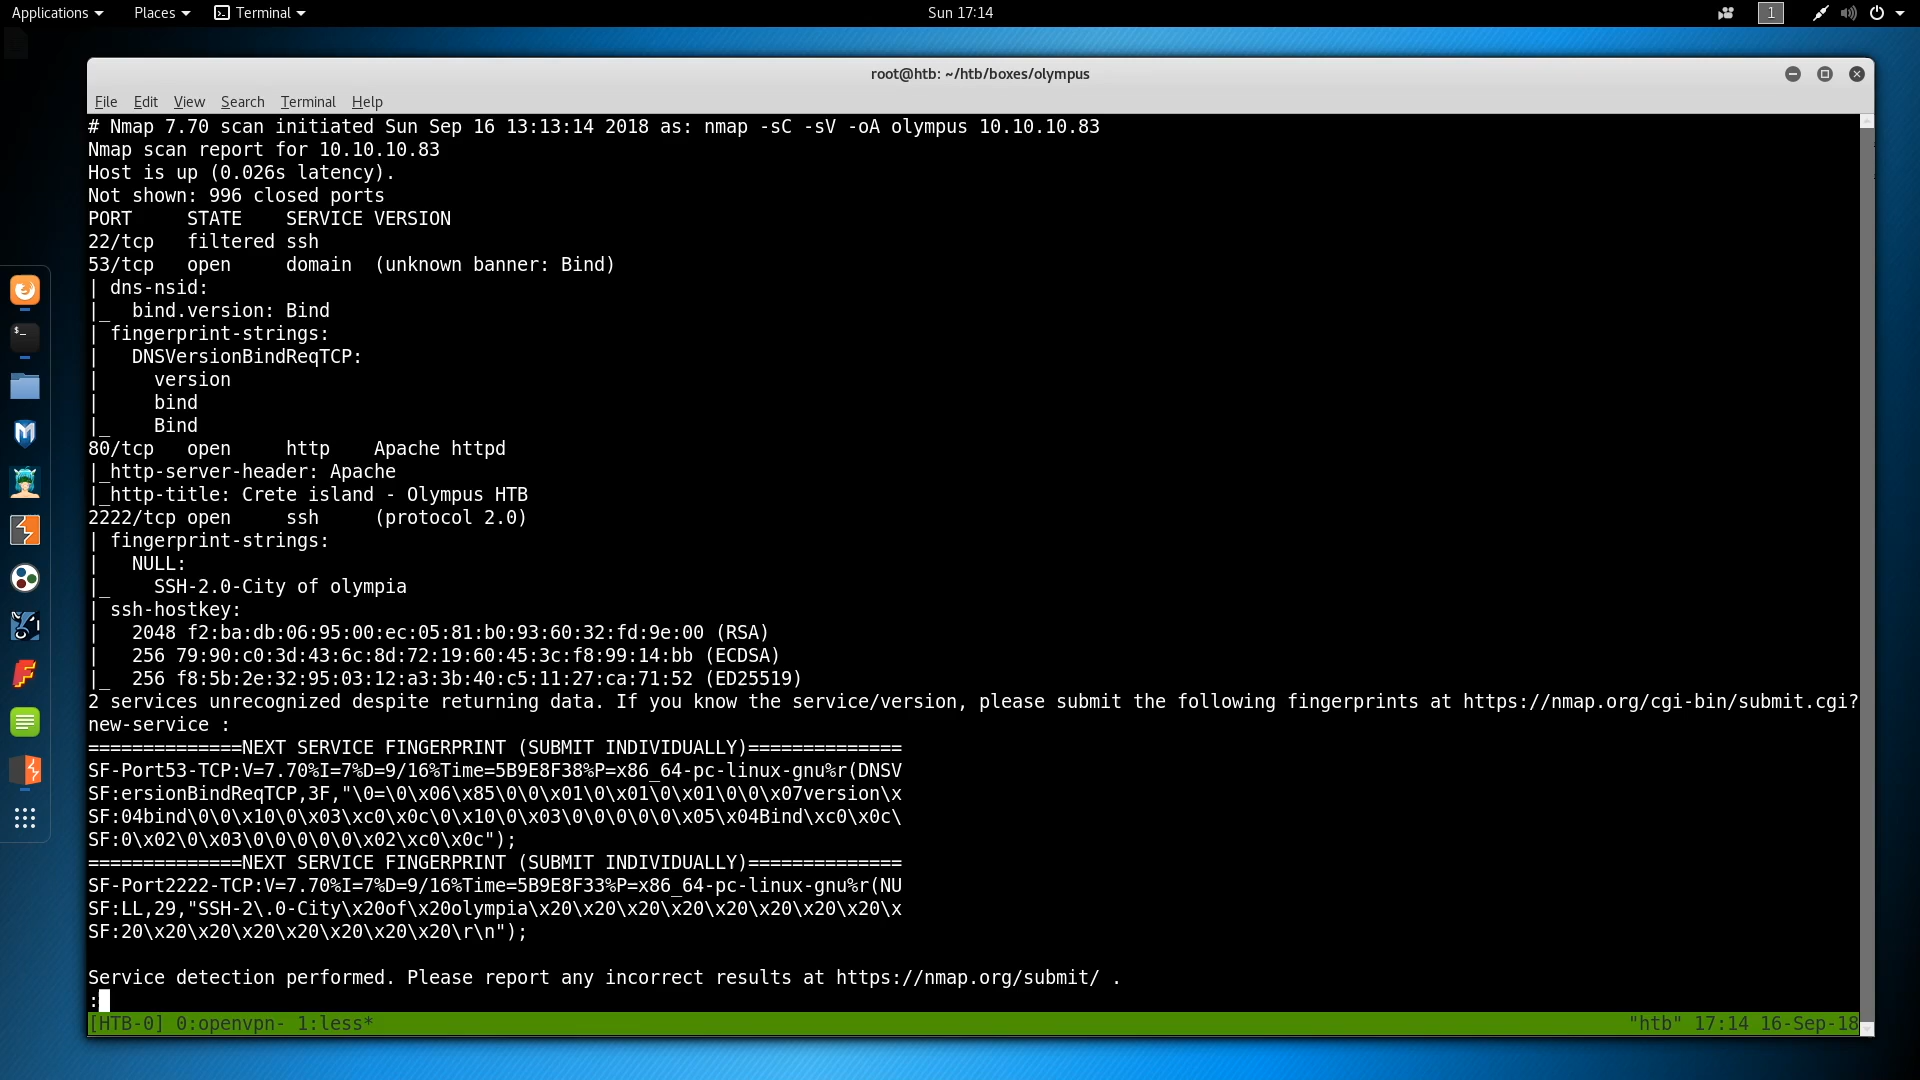 Applications Places Terminal Sun 17:14 1
root@htb: ~/htb/boxes/olympus
File Edit View Search Terminal Help
# Nmap 7.70 scan initiated Sun Sep 16 13:13:14 2018 as: nmap -sC -sV -oA olympus 10.10.10.83
Nmap scan report for 10.10.10.83
Host is up (0.026s latency).
Not shown: 996 closed ports
PORT     STATE    SERVICE VERSION
22/tcp   filtered ssh
53/tcp   open     domain  (unknown banner: Bind)
| dns-nsid:
|_  bind.version: Bind
| fingerprint-strings:
|   DNSVersionBindReqTCP:
|     version
|     bind
|_    Bind
80/tcp   open     http    Apache httpd
|_http-server-header: Apache
|_http-title: Crete island - Olympus HTB
2222/tcp open     ssh     (protocol 2.0)
| fingerprint-strings:
|   NULL:
|_    SSH-2.0-City of olympia
| ssh-hostkey:
|   2048 f2:ba:db:06:95:00:ec:05:81:b0:93:60:32:fd:9e:00 (RSA)
|   256 79:90:c0:3d:43:6c:8d:72:19:60:45:3c:f8:99:14:bb (ECDSA)
|_  256 f8:5b:2e:32:95:03:12:a3:3b:40:c5:11:27:ca:71:52 (ED25519)
2 services unrecognized despite returning data. If you know the service/version, please submit the following fingerprints at https://nmap.org/cgi-bin/submit.cgi?
new-service :
==============NEXT SERVICE FINGERPRINT (SUBMIT INDIVIDUALLY)==============
SF-Port53-TCP:V=7.70%I=7%D=9/16%Time=5B9E8F38%P=x86_64-pc-linux-gnu%r(DNSV
SF:ersionBindReqTCP,3F,"\0=\0\x06\x85\0\0\x01\0\x01\0\x01\0\0\x07version\x
SF:04bind\0\0\x10\0\x03\xc0\x0c\0\x10\0\x03\0\0\0\0\0\x05\x04Bind\xc0\x0c\
SF:0\x02\0\x03\0\0\0\0\0\x02\xc0\x0c");
==============NEXT SERVICE FINGERPRINT (SUBMIT INDIVIDUALLY)==============
SF-Port2222-TCP:V=7.70%I=7%D=9/16%Time=5B9E8F33%P=x86_64-pc-linux-gnu%r(NU
SF:LL,29,"SSH-2\.0-City\x20of\x20olympia\x20\x20\x20\x20\x20\x20\x20\x20\x
SF:20\x20\x20\x20\x20\x20\x20\x20\r\n");
Service detection performed. Please report any incorrect results at https://nmap.org/submit/ .
:
[HTB-0] 0:openvpn- 1:less* "htb" 17:14 16-Sep-18